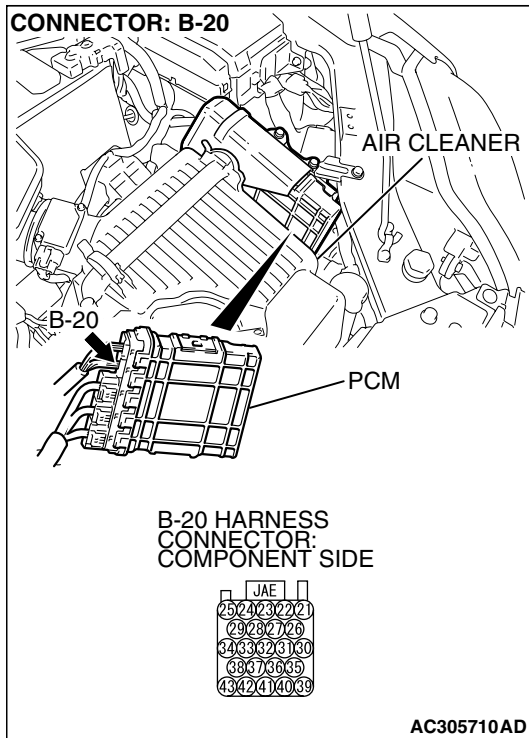 CONNECTOR: B-20
AIR CLEANER
B-20
PCM
B-20 HARNESS
CONNECTOR:
COMPONENT SIDE
JAE
25 24 23 22 21
29 28 27 26
34 33 32 31 30
38 37 36 35
43 42 41 40 39
AC305710AD